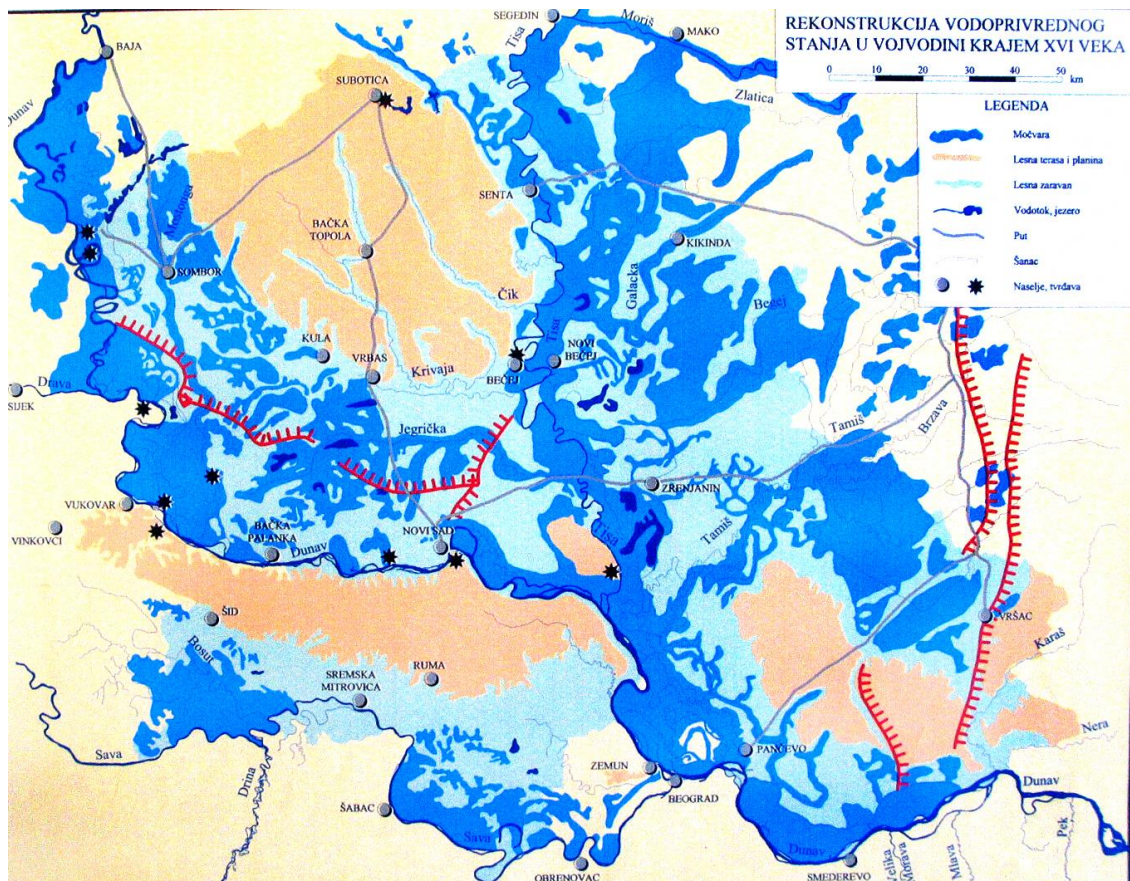 REKONSTRUKCIJA VODOPRIVREDNOG
STANJA U VOJVODINI KRAJEM XVI VEKA
0 10 20 30 40 50 km
LEGENDA
Močvara
Lesna terasa i planina
Lesna zaravan
Vodotok, jezero
Put
Šanac
Naselje, tvrđava
SEGEDIN
Moriš
MAKO
Tisa
BAJA
Dunav
SUBOTICA
Zlatica
Mostonga
SENTA
BAČKA
TOPOLA
KIKINDA
SOMBOR
Galacka
Čik
Begej
Tisa
KULA
NOVI
BEČEJ
VRBAS
Krivaja
BEČEJ
Drava
SIJEK
Jegrička
Tamiš
Brzava
ZRENJANIN
VUKOVAR
VINKOVCI
BAČKA
PALANKA
Dunav
NOVI SAD
Tisa
Tamiš
ŠID
VRŠAC
Bosut
Karaš
RUMA
SREMSKA
MITROVICA
Nera
Sava
PANČEVO
Drina
ZEMUN
BEOGRAD
Dunav
ŠABAC
Sava
Dunav
Pek
OBRENOVAC
SMEDEREVO
Velika
Morava
Mlava